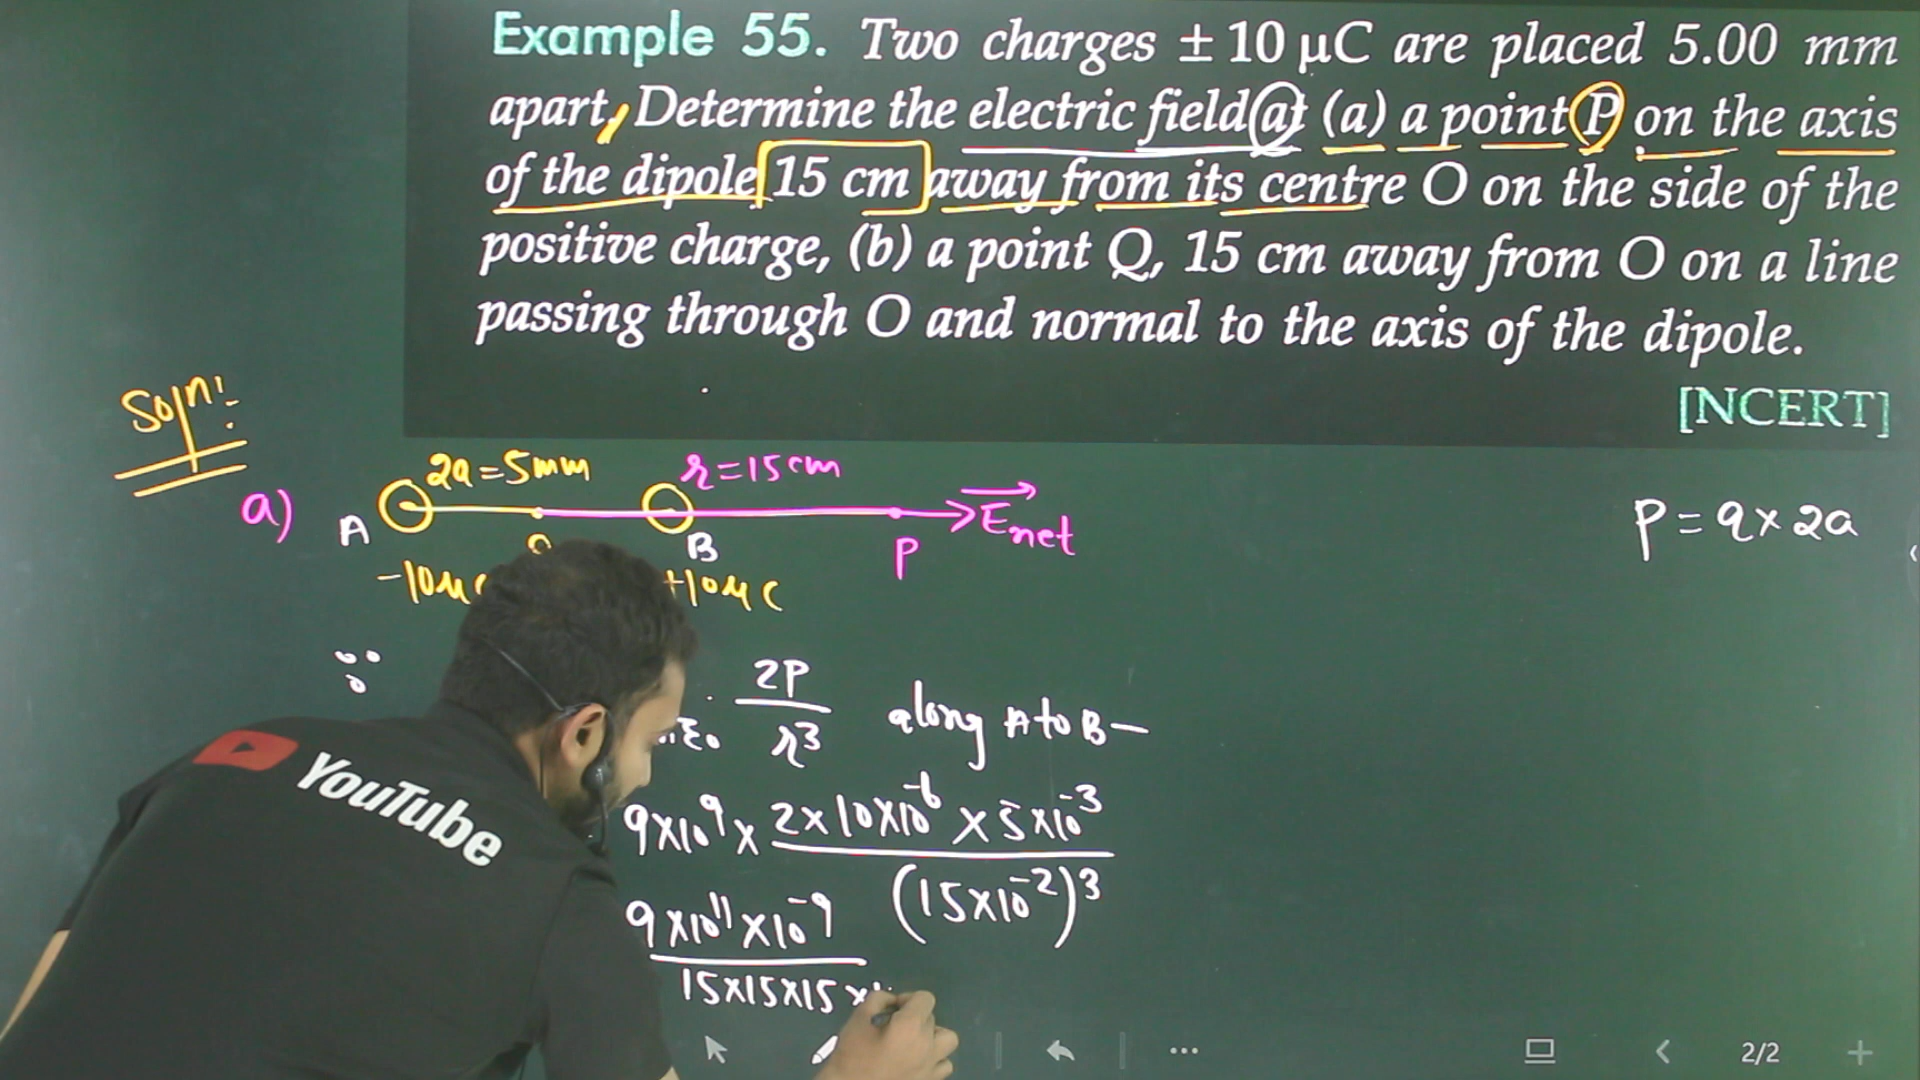 Example 55. Two charges ± 10 μC are placed 5.00 mm
apart. Determine the electric field at (a) a point P on the axis
of the dipole 15 cm away from its centre O on the side of the
positive charge, (b) a point Q, 15 cm away from O on a line
passing through O and normal to the axis of the dipole.
[NCERT]
Soln:-
a) 2a=5mm r=15cm
A B P E⃗net
-10μc +10μc
P = q × 2a
∵ 2P/r³ along A to B —
9×10⁹ × 2×10×10⁻⁶ × 5×10⁻³
(15×10⁻²)³
9×10¹¹×10⁻⁹
15×15×15×
YouTube
2/2